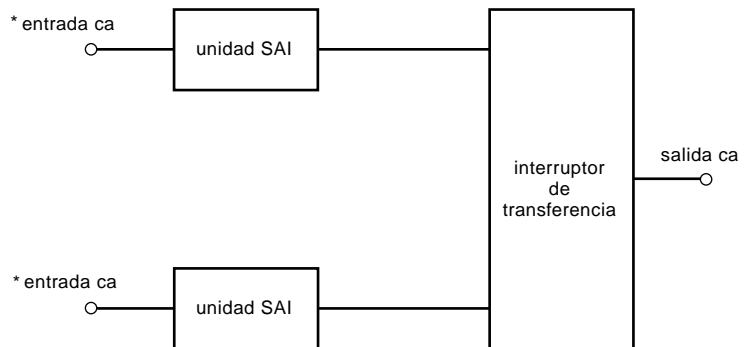 * entrada ca
unidad SAI
interruptor
de
transferencia
salida ca
* entrada ca
unidad SAI